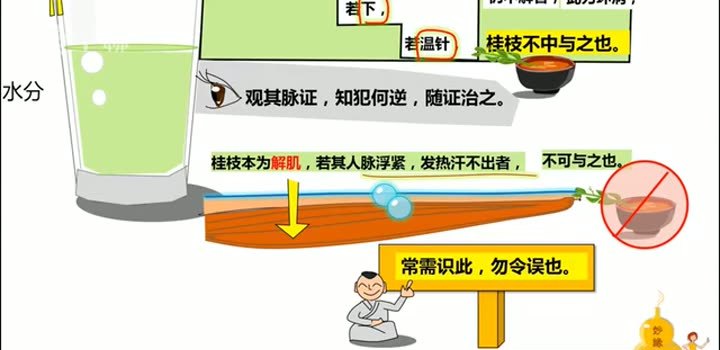 若下，
若温针
桂枝不中与之也。
水分
观其脉证，知犯何逆，随证治之。
桂枝本为解肌，若其人脉浮紧，发热汗不出者，
不可与之也。
常需识此，勿令误也。
妙